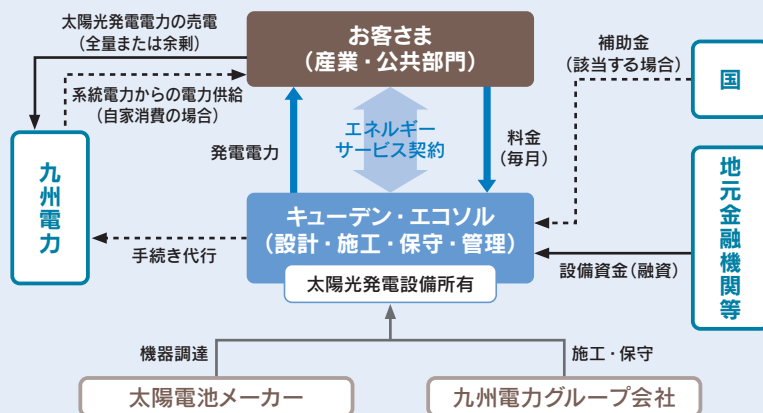 太陽光発電電力の売電
(全量または余剰)
お客さま
(産業・公共部門)
補助金
(該当する場合)
国
系統電力からの電力供給
(自家消費の場合)
発電電力
エネルギー
サービス契約
料金
(毎月)
九州電力
地元金融機関等
キューデン・エコソル
(設計・施工・保守・管理)
手続き代行
設備資金(融資)
太陽光発電設備所有
機器調達
施工・保守
太陽電池メーカー
九州電力グループ会社